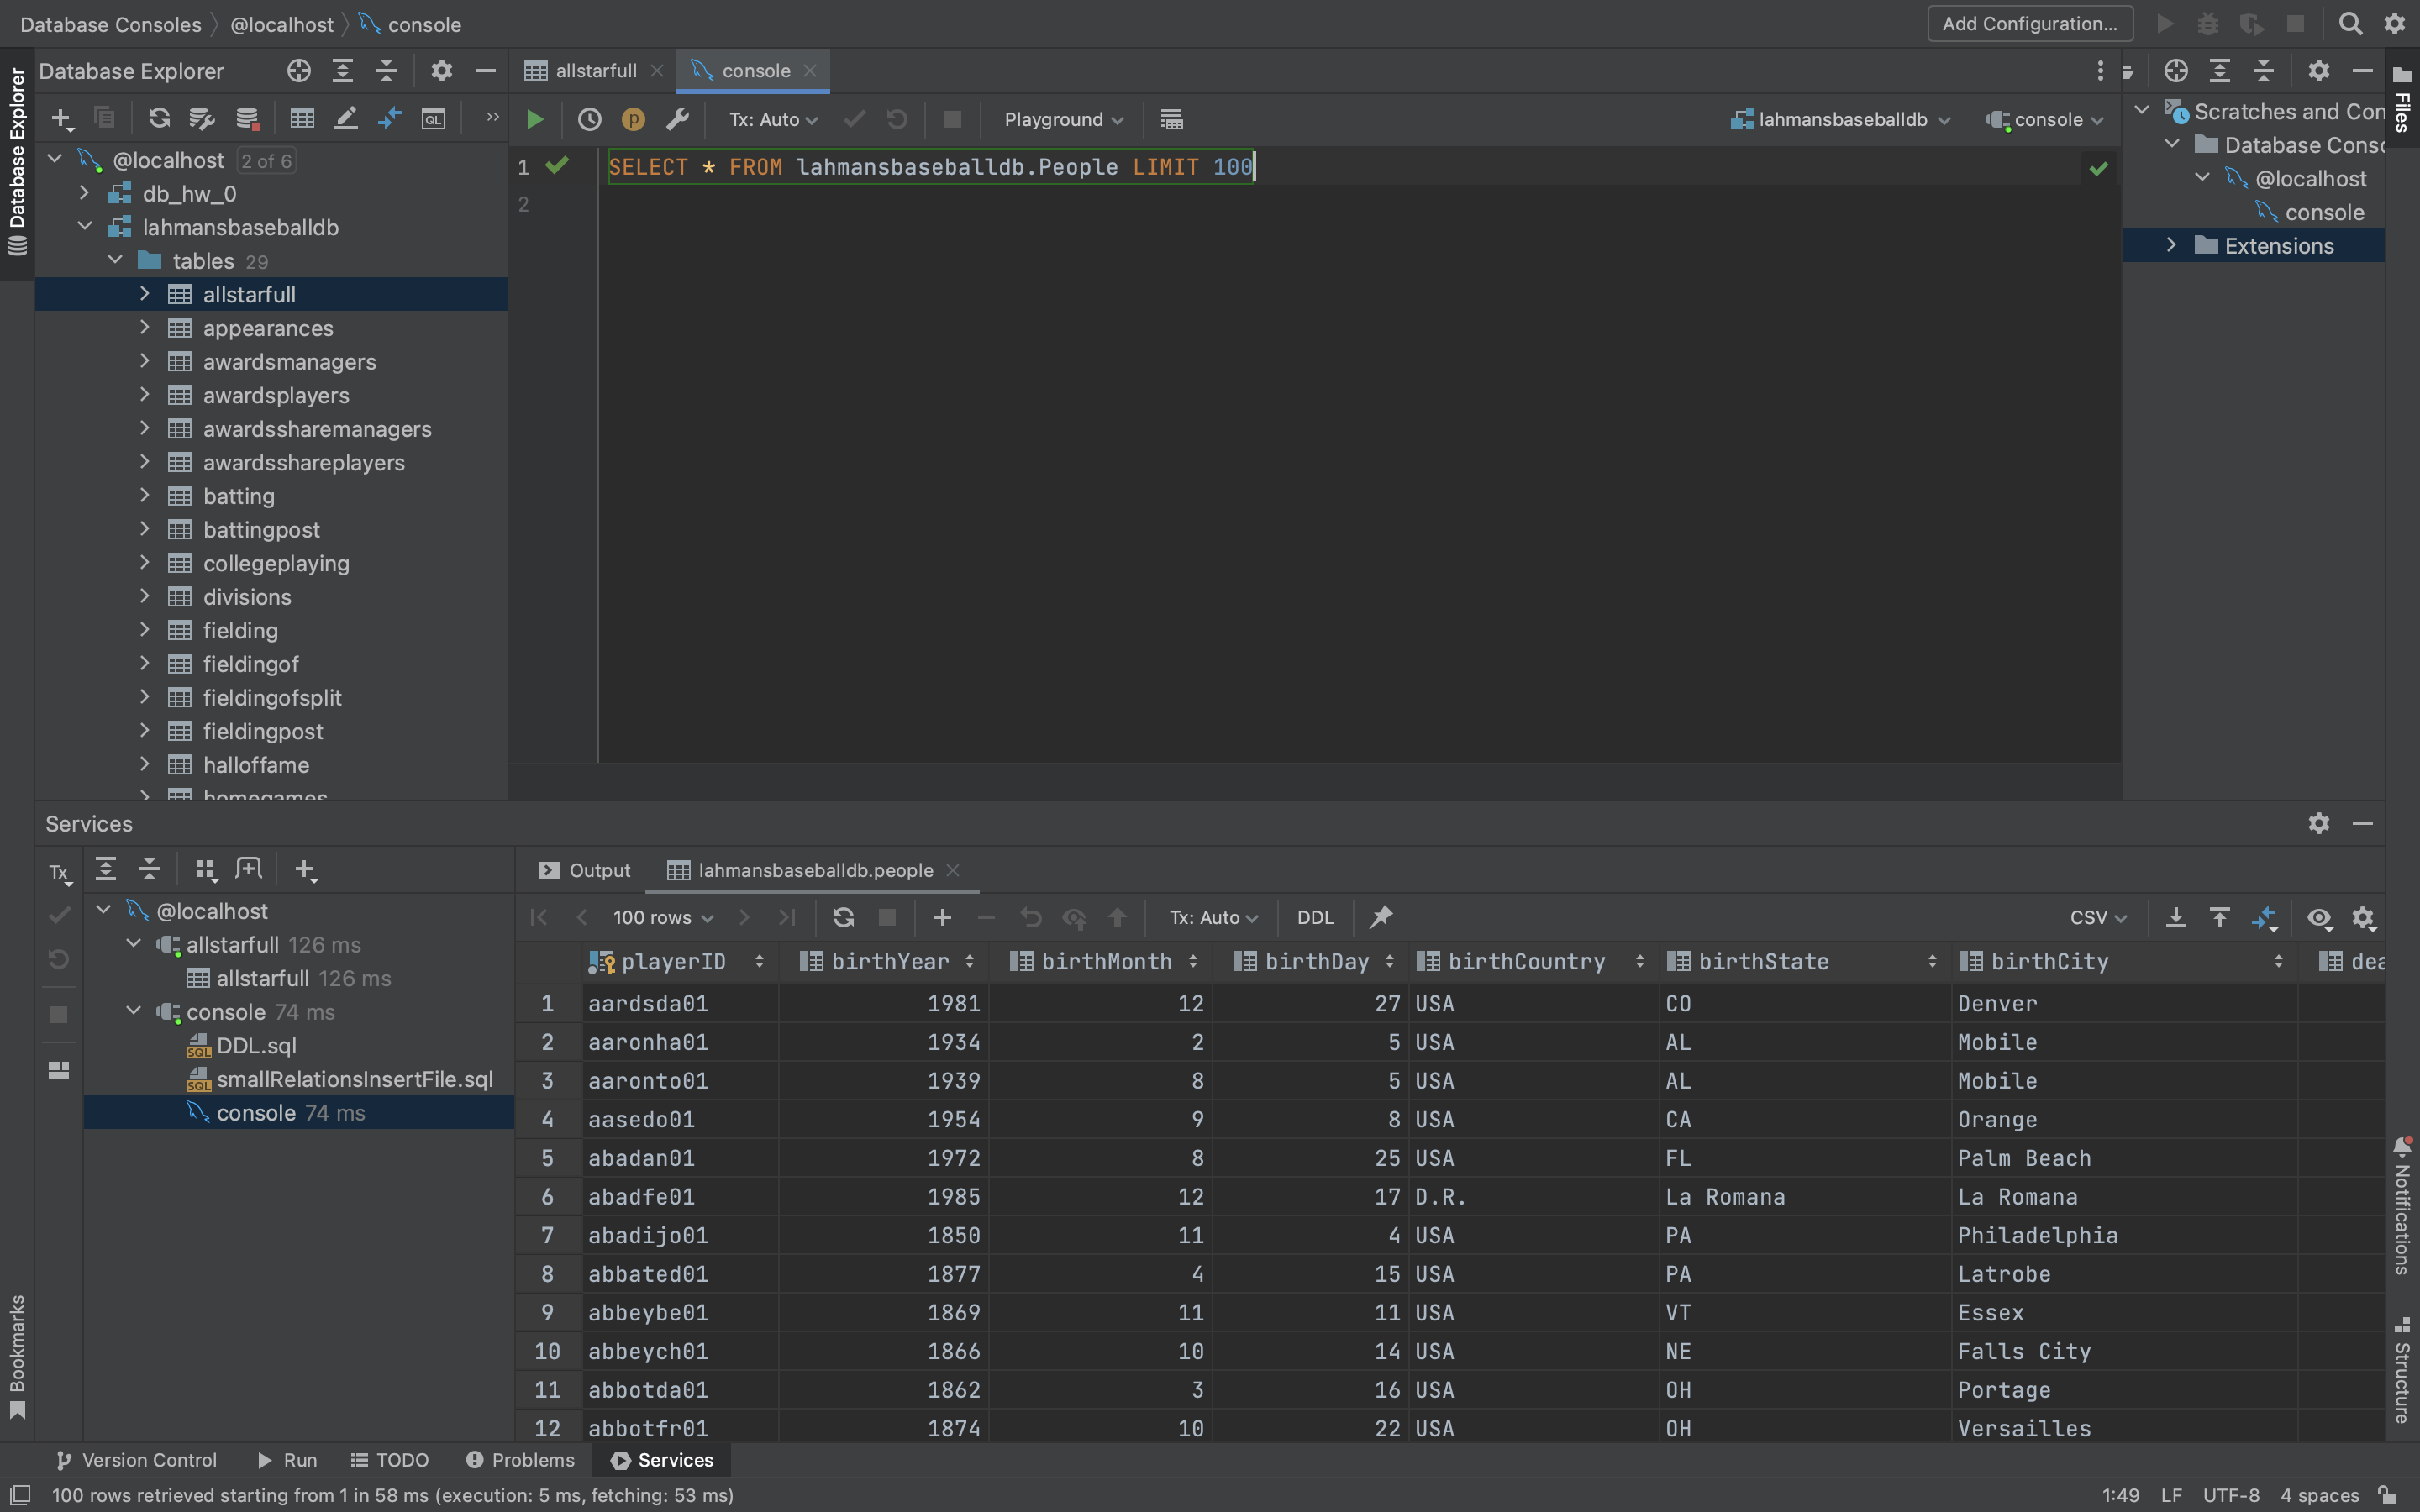 Database Consoles @localhost console
Add Configuration...
Database Explorer
allstarfull
console
Tx: Auto
Playground
lahmansbaseballdb
console
1 SELECT * FROM lahmansbaseballdb.People LIMIT 100
2
@localhost 2 of 6
db_hw_0
lahmansbaseballdb
tables 29
allstarfull
appearances
awardsmanagers
awardsplayers
awardssharemanagers
awardsshareplayers
batting
battingpost
collegeplaying
divisions
fielding
fieldingof
fieldingofsplit
fieldingpost
halloffame
homegames
Scratches and Con
Database Conso
@localhost
console
Extensions
Database Explorer
Files
Services
Tx
@localhost
allstarfull 126 ms
allstarfull 126 ms
console 74 ms
DDL.sql
smallRelationsInsertFile.sql
console 74 ms
Output
lahmansbaseballdb.people
100 rows
Tx: Auto
DDL
CSV
playerID birthYear birthMonth birthDay birthCountry birthState birthCity dea
1 aardsda01 1981 12 27 USA CO Denver
2 aaronha01 1934 2 5 USA AL Mobile
3 aaronto01 1939 8 5 USA AL Mobile
4 aasedo01 1954 9 8 USA CA Orange
5 abadan01 1972 8 25 USA FL Palm Beach
6 abadfe01 1985 12 17 D.R. La Romana La Romana
7 abadijo01 1850 11 4 USA PA Philadelphia
8 abbated01 1877 4 15 USA PA Latrobe
9 abbeybe01 1869 11 11 USA VT Essex
10 abbeych01 1866 10 14 USA NE Falls City
11 abbotda01 1862 3 16 USA OH Portage
12 abbotfr01 1874 10 22 USA OH Versailles
Bookmarks
Notifications
Structure
Version Control Run TODO Problems Services
100 rows retrieved starting from 1 in 58 ms (execution: 5 ms, fetching: 53 ms)
1:49 LF UTF-8 4 spaces